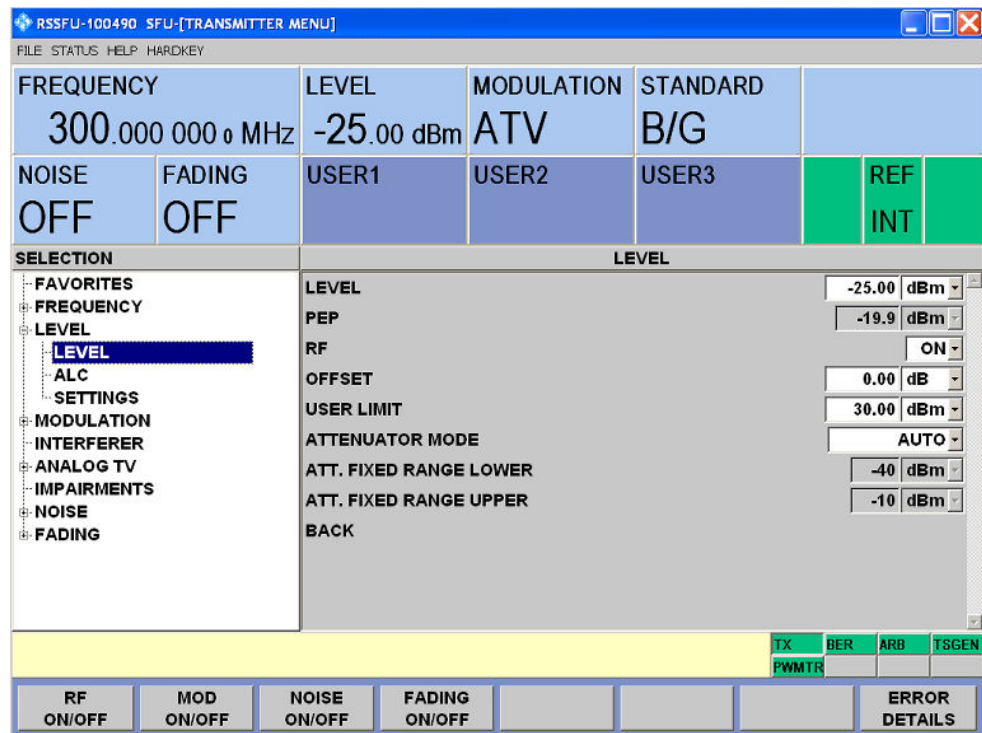 RSSFU-100490 SFU-[TRANSMITTER MENU]
FILE STATUS HELP HARDKEY
FREQUENCY LEVEL MODULATION STANDARD
300.000 000 0 MHz -25.00 dBm ATV B/G
NOISE FADING USER1 USER2 USER3 REF
OFF OFF INT
SELECTION LEVEL
FAVORITES
FREQUENCY
LEVEL
LEVEL
ALC
SETTINGS
MODULATION
INTERFERER
ANALOG TV
IMPAIRMENTS
NOISE
FADING
LEVEL -25.00 dBm
PEP -19.9 dBm
RF ON
OFFSET 0.00 dB
USER LIMIT 30.00 dBm
ATTENUATOR MODE AUTO
ATT. FIXED RANGE LOWER -40 dBm
ATT. FIXED RANGE UPPER -10 dBm
BACK
TX BER ARB TSGEN
PWMTR
RF ON/OFF
MOD ON/OFF
NOISE ON/OFF
FADING ON/OFF
ERROR DETAILS